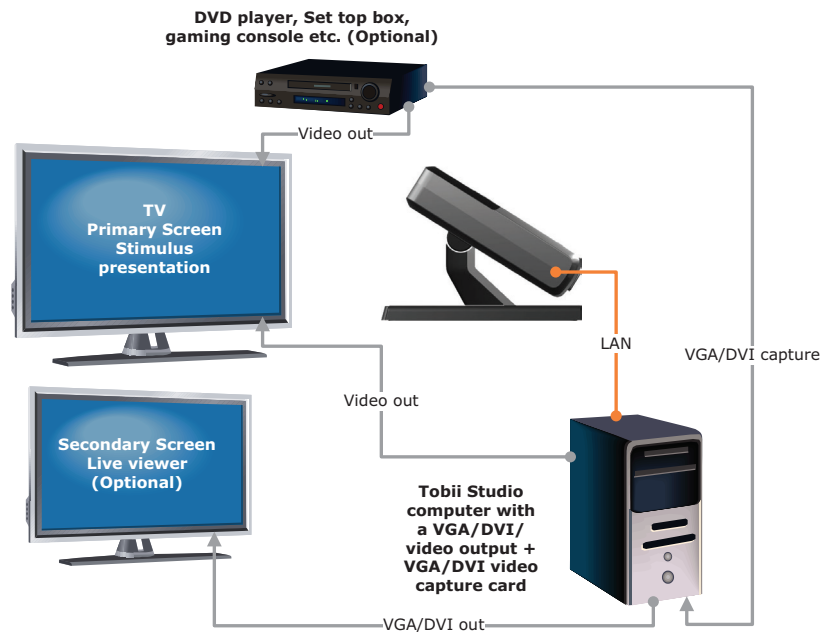 DVD player, Set top box,
gaming console etc. (Optional)
Video out
TV
Primary Screen
Stimulus
presentation
LAN
VGA/DVI capture
Video out
Secondary Screen
Live viewer
(Optional)
Tobii Studio
computer with
a VGA/DVI/
video output +
VGA/DVI video
capture card
VGA/DVI out